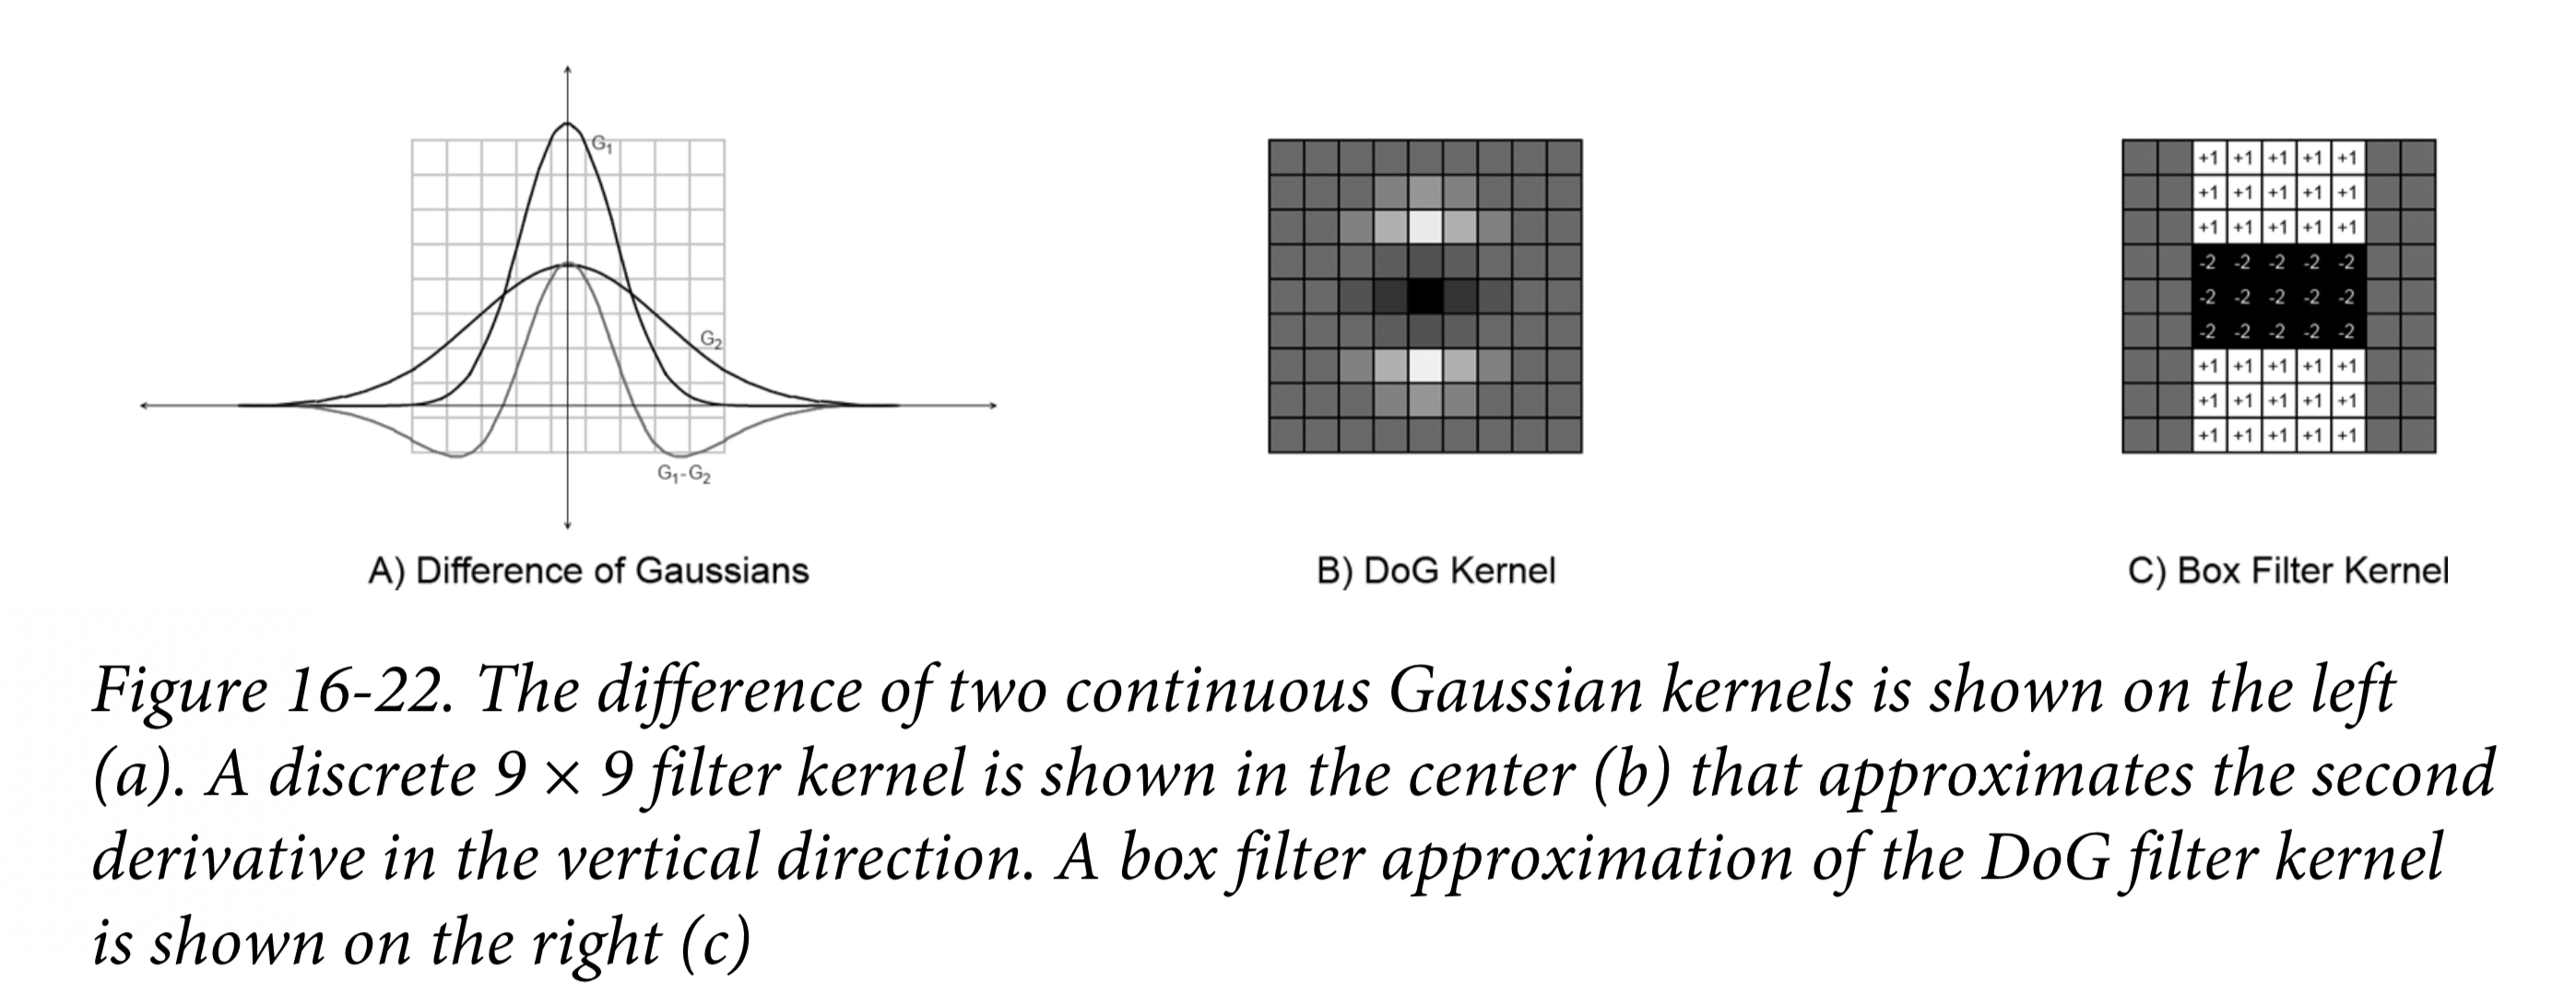 G1
G2
G1-G2
+1 +1 +1 +1 +1
+1 +1 +1 +1 +1
+1 +1 +1 +1 +1
-2 -2 -2 -2 -2
-2 -2 -2 -2 -2
-2 -2 -2 -2 -2
+1 +1 +1 +1 +1
+1 +1 +1 +1 +1
+1 +1 +1 +1 +1
A) Difference of Gaussians
B) DoG Kernel
C) Box Filter Kernel
Figure 16-22. The difference of two continuous Gaussian kernels is shown on the left
(a). A discrete 9 × 9 filter kernel is shown in the center (b) that approximates the second
derivative in the vertical direction. A box filter approximation of the DoG filter kernel
is shown on the right (c)